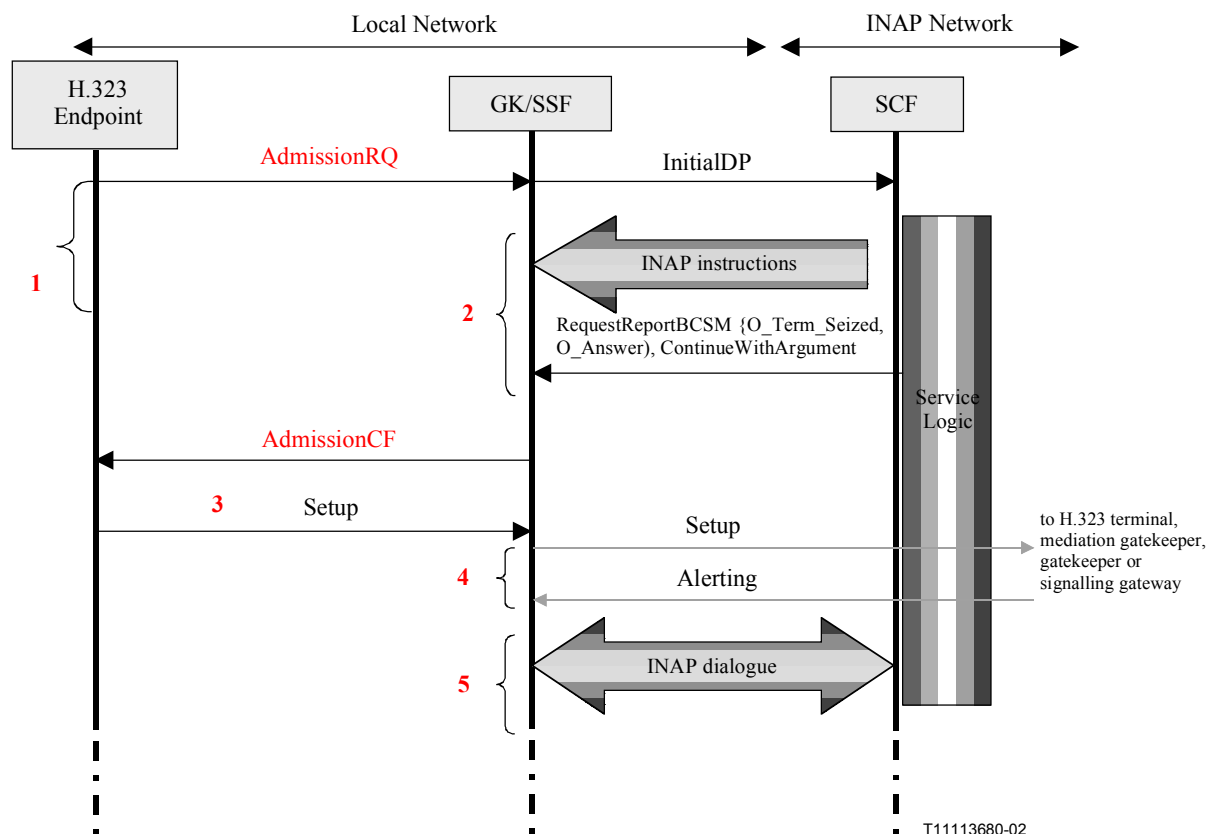 Local Network
INAP Network
H.323
Endpoint
GK/SSF
SCF
AdmissionRQ
InitialDP
1
2
INAP instructions
RequestReportBCSM {O_Term_Seized,
O_Answer), ContinueWithArgument
Service
Logic
AdmissionCF
3
Setup
Setup
to H.323 terminal,
mediation gatekeeper,
gatekeeper or
signalling gateway
4
Alerting
5
INAP dialogue
T11113680-02